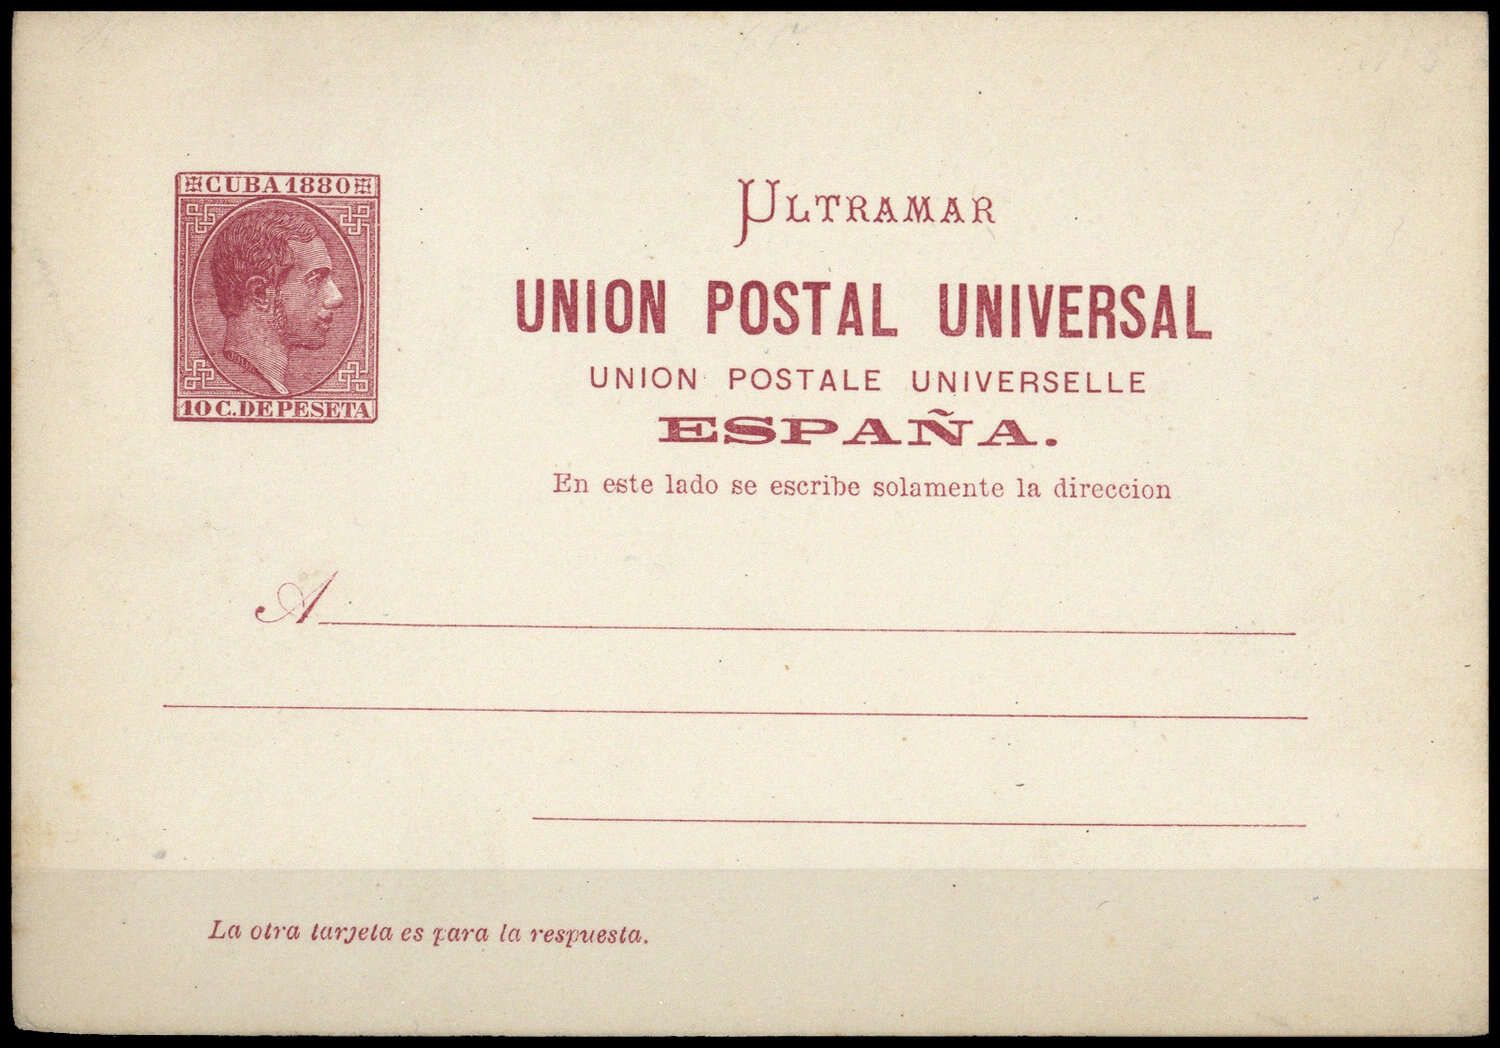 CUBA 1880
10 C. DE PESETA
ULTRAMAR
UNION POSTAL UNIVERSAL
UNION POSTALE UNIVERSELLE
ESPAÑA.
En este lado se escribe solamente la direccion
A
La otra tarjeta es para la respuesta.